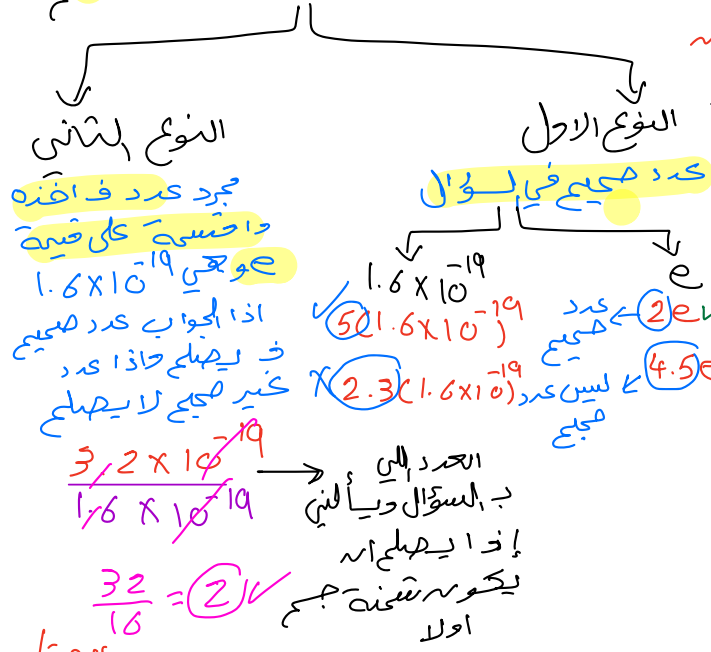 النوع الاول
عدد صحيح في السؤال
e
2e ← عدد صحيح
4.5e ← ليس عدد صحيح
1.6×10⁻¹⁹
✓ 5(1.6×10⁻¹⁹)
× 2.3(1.6×10⁻¹⁹)
النوع الثاني
مجرد عدد ف اخذه
واقسمة على قيمة
e وهي 1.6×10⁻¹⁹
اذا الجواب عدد صحيح
ف يصلح واذا عدد
غير صحيح لا يصلح
3.2 × 10⁻¹⁹
1.6 × 10⁻¹⁹
العدد اللي
ب السؤال ويسألني
إذا يصلح ان
يكون شحنة جسم
اولا
32/16 = 2 ✓